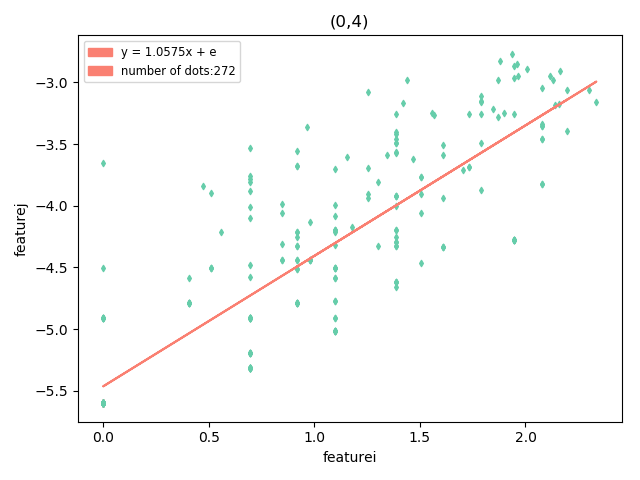 (0,4)
y = 1.0575x + e
number of dots:272
−3.0
−3.5
−4.0
−4.5
−5.0
−5.5
featurej
0.0 0.5 1.0 1.5 2.0
featurei